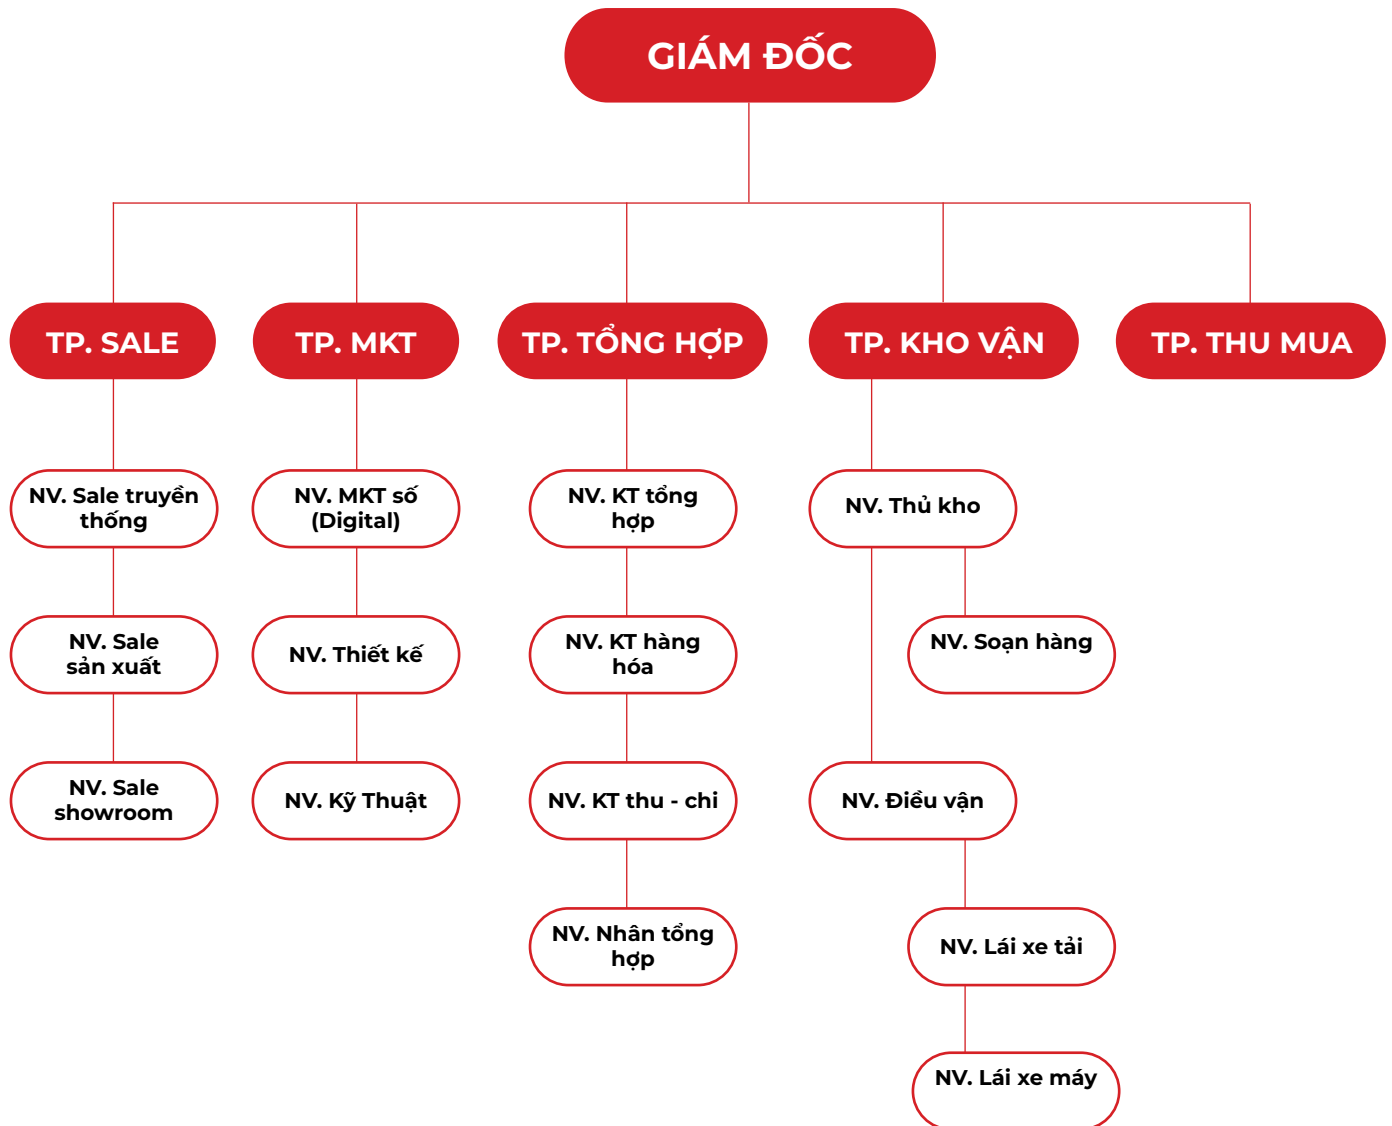 GIÁM ĐỐC
TP. SALE
TP. MKT
TP. TỔNG HỢP
TP. KHO VẬN
TP. THU MUA
NV. Sale truyền
thống
NV. MKT số
(Digital)
NV. KT tổng
hợp
NV. Thủ kho
NV. Sale
sản xuất
NV. Thiết kế
NV. KT hàng
hóa
NV. Soạn hàng
NV. Sale
showroom
NV. Kỹ Thuật
NV. KT thu - chi
NV. Điều vận
NV. Nhân tổng
hợp
NV. Lái xe tải
NV. Lái xe máy